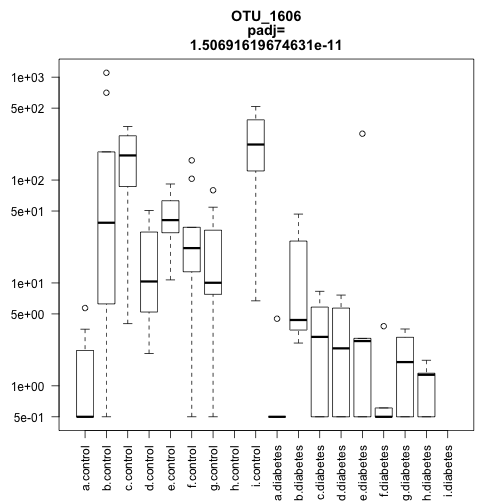 OTU_1606
padj=
1.50691619674631e-11
1e+03
5e+02
1e+02
5e+01
1e+01
5e+00
1e+00
5e-01
a.control
b.control
c.control
d.control
e.control
f.control
g.control
h.control
i.control
a.diabetes
b.diabetes
c.diabetes
d.diabetes
e.diabetes
f.diabetes
g.diabetes
h.diabetes
i.diabetes